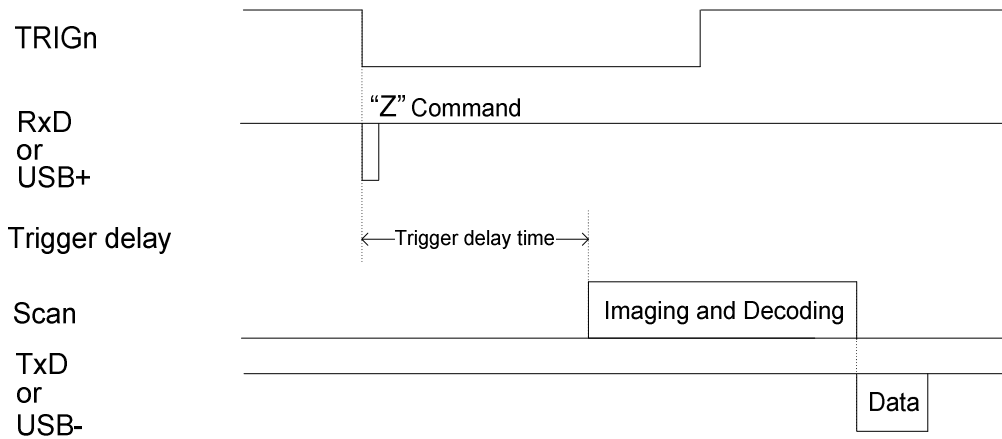 TRIGn
“Z” Command
RxD
or
USB+
Trigger delay
Trigger delay time
Scan
Imaging and Decoding
TxD
or
USB-
Data